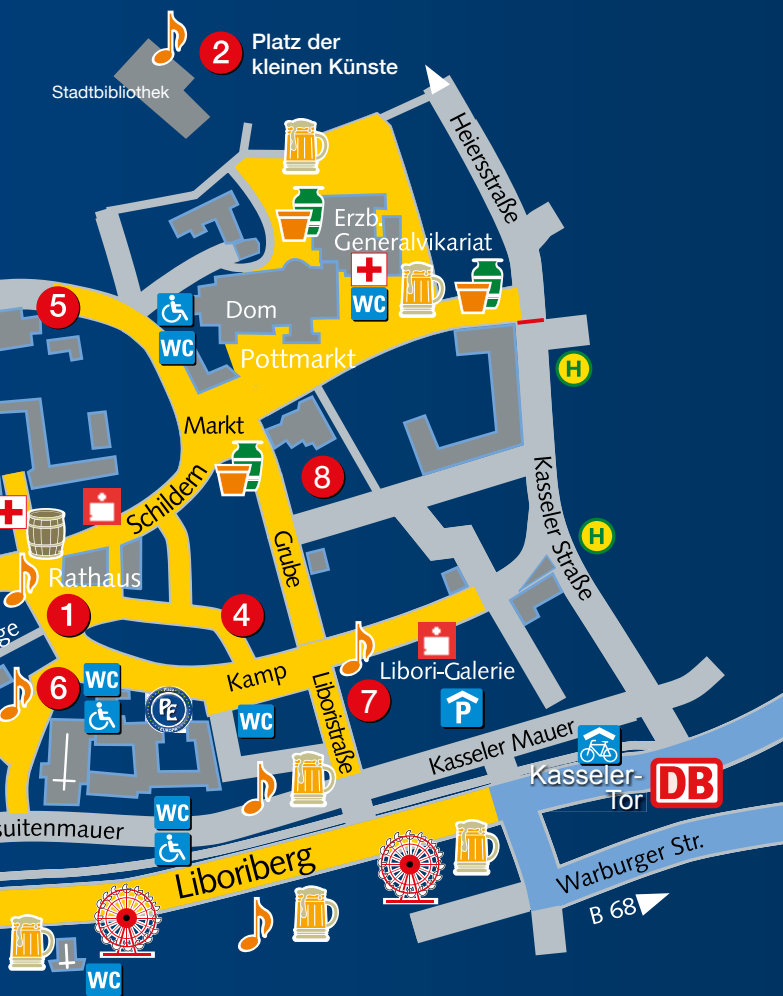 2
Platz der
kleinen Künste
Stadtbibliothek
Heiersstraße
Erzb.
Generalvikariat
WC
5
Dom
WC
Pottmarkt
H
Markt
8
Schildern
Kasseler Straße
H
Grube
Rathaus
1
4
ge
Libori-Galerie
6
WC
Kamp
Liboristraße
7
P
PE
WC
Kasseler Mauer
Kasseler-
Tor
DB
WC
suitenmauer
Liboriberg
Warburger Str.
B 68
WC